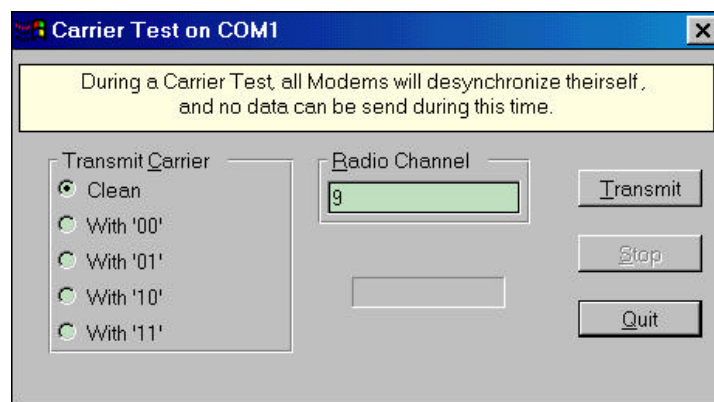 Carrier Test on COM1
During a Carrier Test, all Modems will desynchronize theirself,
and no data can be send during this time.
Transmit Carrier
Clean
With '00'
With '01'
With '10'
With '11'
Radio Channel
9
Transmit
Stop
Quit